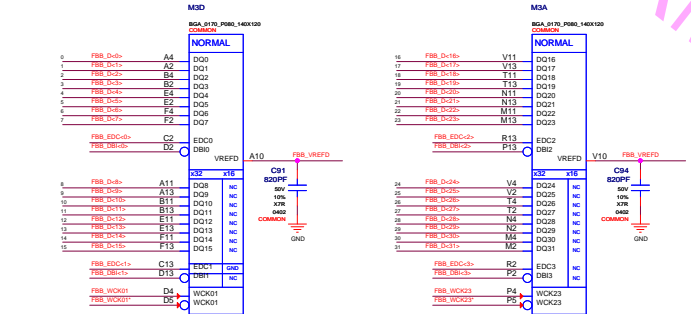 M3D
BGA_0170_P080_140X120
COMMON
NORMAL
0 FBB_D<0> A4 DQ0
1 FBB_D<1> A2 DQ1
2 FBB_D<2> B4 DQ2
3 FBB_D<3> B2 DQ3
4 FBB_D<4> E4 DQ4
5 FBB_D<5> E2 DQ5
6 FBB_D<6> F4 DQ6
7 FBB_D<7> F2 DQ7
FBB_EDC<0> C2 EDC0
FBB_DBI<0> D2 DBI0
VREFD A10 FBB_VREFD
x32 x16
8 FBB_D<8> A11 DQ8 NC
9 FBB_D<9> A13 DQ9 NC
10 FBB_D<10> B11 DQ10 NC
11 FBB_D<11> B13 DQ11 NC
12 FBB_D<12> E11 DQ12 NC
13 FBB_D<13> E13 DQ13 NC
14 FBB_D<14> F11 DQ14 NC
15 FBB_D<15> F13 DQ15 NC
FBB_EDC<1> C13 EDC1 GND
FBB_DBI<1> D13 DBI1 NC
FBB_WCK01 D4 WCK01
FBB_WCK01* D5 WCK01
C91
820PF
50V
10%
X7R
0402
COMMON
GND
M3A
BGA_0170_P080_140X120
COMMON
NORMAL
16 FBB_D<16> V11 DQ16
17 FBB_D<17> V13 DQ17
18 FBB_D<18> T11 DQ18
19 FBB_D<19> T13 DQ19
20 FBB_D<20> N11 DQ20
21 FBB_D<21> N13 DQ21
22 FBB_D<22> M11 DQ22
23 FBB_D<23> M13 DQ23
FBB_EDC<2> R13 EDC2
FBB_DBI<2> P13 DBI2
VREFD V10 FBB_VREFD
x32 x16
24 FBB_D<24> V4 DQ24 NC
25 FBB_D<25> V2 DQ25 NC
26 FBB_D<26> T4 DQ26 NC
27 FBB_D<27> T2 DQ27 NC
28 FBB_D<28> N4 DQ28 NC
29 FBB_D<29> N2 DQ29 NC
30 FBB_D<30> M4 DQ30 NC
31 FBB_D<31> M2 DQ31 NC
FBB_EDC<3> R2 EDC3 NC
FBB_DBI<3> P2 DBI3 NC
FBB_WCK23 P4 WCK23
FBB_WCK23* P5 WCK23
C94
820PF
50V
10%
X7R
0402
COMMON
GND